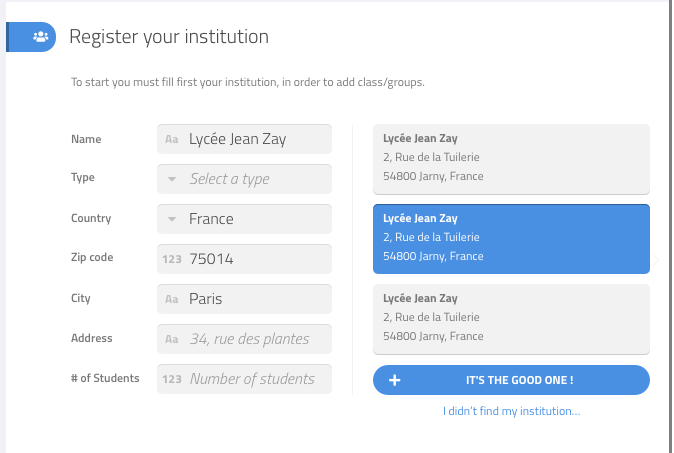 Register your institution
To start you must fill first your institution, in order to add class/groups.
Name
Aa Lycée Jean Zay
Type
Select a type
Country
France
Zip code
123 75014
City
Aa Paris
Address
Aa 34, rue des plantes
# of Students
123 Number of students
Lycée Jean Zay
2, Rue de la Tuilerie
54800 Jarny, France
Lycée Jean Zay
2, Rue de la Tuilerie
54800 Jarny, France
Lycée Jean Zay
2, Rue de la Tuilerie
54800 Jarny, France
IT'S THE GOOD ONE !
I didn't find my institution...